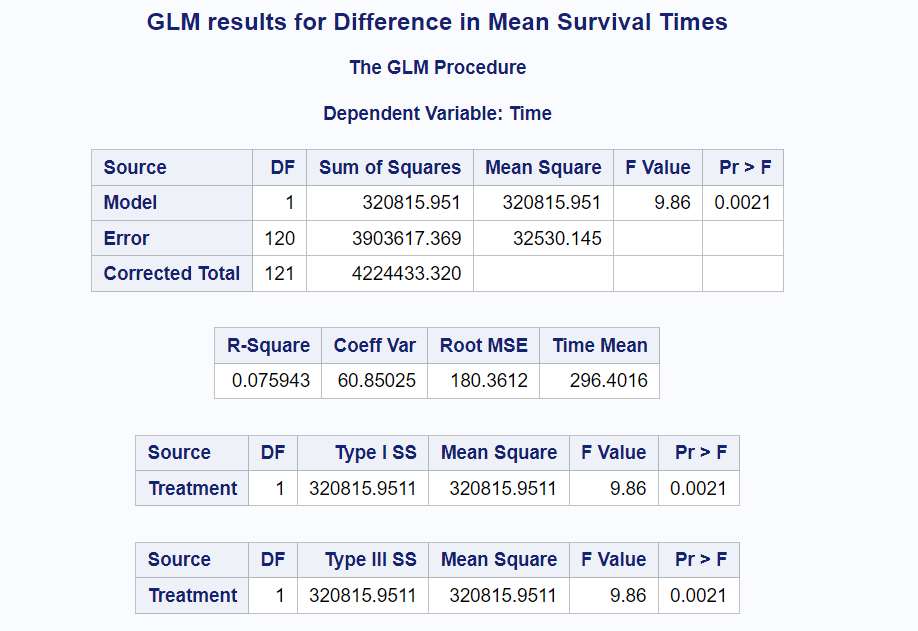 GLM results for Difference in Mean Survival Times
The GLM Procedure
Dependent Variable: Time
Source DF Sum of Squares Mean Square F Value Pr > F
Model 1 320815.951 320815.951 9.86 0.0021
Error 120 3903617.369 32530.145
Corrected Total 121 4224433.320
R-Square Coeff Var Root MSE Time Mean
0.075943 60.85025 180.3612 296.4016
Source DF Type I SS Mean Square F Value Pr > F
Treatment 1 320815.9511 320815.9511 9.86 0.0021
Source DF Type III SS Mean Square F Value Pr > F
Treatment 1 320815.9511 320815.9511 9.86 0.0021